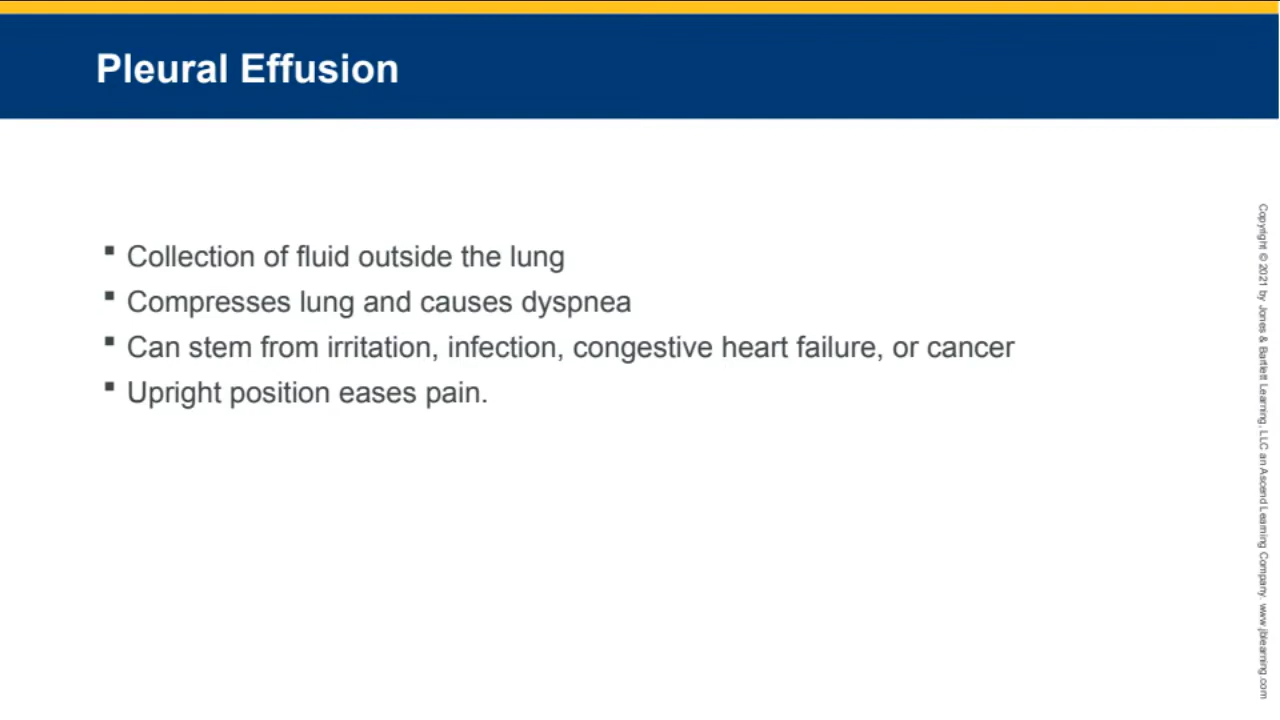 Pleural Effusion
▪ Collection of fluid outside the lung
▪ Compresses lung and causes dyspnea
▪ Can stem from irritation, infection, congestive heart failure, or cancer
▪ Upright position eases pain.
Copyright © 2021 by Jones & Bartlett Learning, LLC an Ascend Learning Company. www.jblearning.com